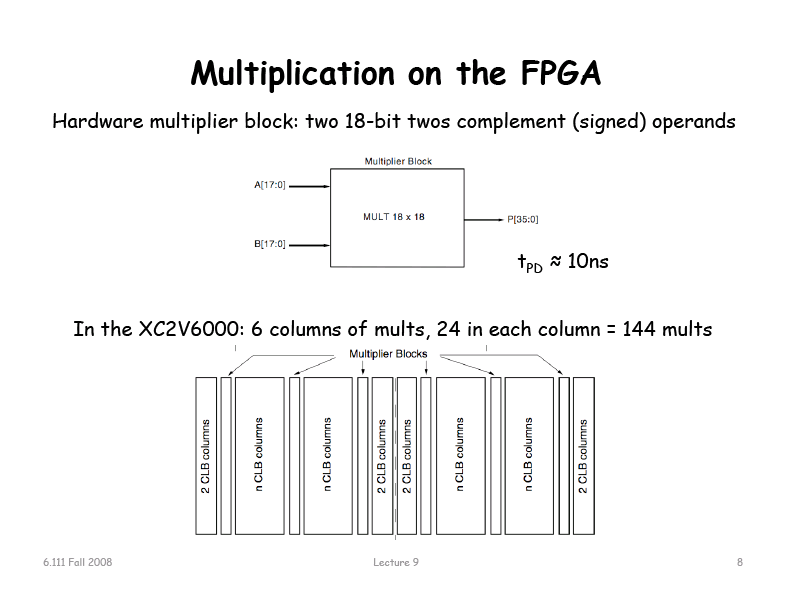 Multiplication on the FPGA
Hardware multiplier block: two 18-bit twos complement (signed) operands
Multiplier Block
A[17:0]
MULT 18 x 18
P[35:0]
B[17:0]
tPD ≈ 10ns
In the XC2V6000: 6 columns of mults, 24 in each column = 144 mults
Multiplier Blocks
2 CLB columns
n CLB columns
n CLB columns
2 CLB columns
2 CLB columns
n CLB columns
n CLB columns
2 CLB columns
6.111 Fall 2008
Lecture 9
8